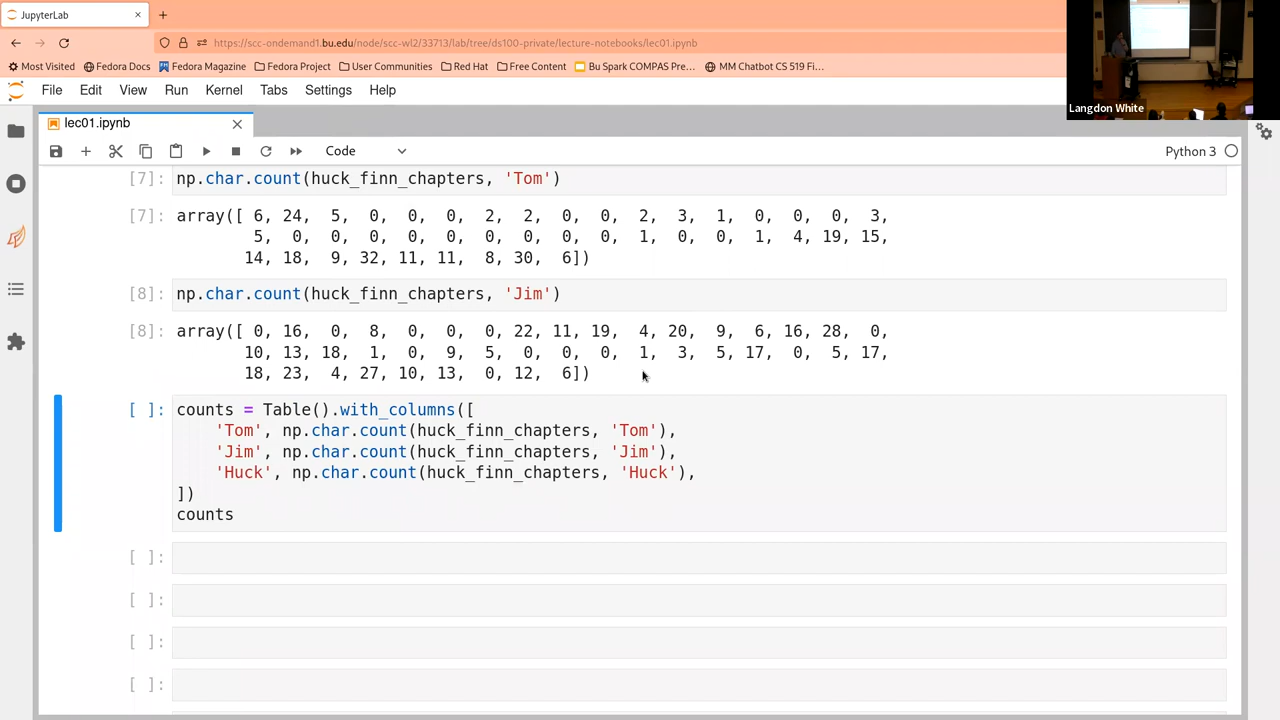 JupyterLab
https://scc-ondemand1.bu.edu/node/scc-wl2/33713/lab/tree/ds100-private/lecture-notebooks/lec01.ipynb
Most Visited Fedora Docs Fedora Magazine Fedora Project User Communities Red Hat Free Content Bu Spark COMPAS Pre... MM Chatbot CS 519 Fi...
Langdon White
File Edit View Run Kernel Tabs Settings Help
lec01.ipynb
Code Python 3
[7]: np.char.count(huck_finn_chapters, 'Tom')
[7]: array([ 6, 24, 5, 0, 0, 0, 2, 2, 0, 0, 2, 3, 1, 0, 0, 0, 3,
5, 0, 0, 0, 0, 0, 0, 0, 0, 0, 1, 0, 0, 1, 4, 19, 15,
14, 18, 9, 32, 11, 11, 8, 30, 6])
[8]: np.char.count(huck_finn_chapters, 'Jim')
[8]: array([ 0, 16, 0, 8, 0, 0, 0, 22, 11, 19, 4, 20, 9, 6, 16, 28, 0,
10, 13, 18, 1, 0, 9, 5, 0, 0, 0, 1, 3, 5, 17, 0, 5, 17,
18, 23, 4, 27, 10, 13, 0, 12, 6])
[ ]: counts = Table().with_columns([
'Tom', np.char.count(huck_finn_chapters, 'Tom'),
'Jim', np.char.count(huck_finn_chapters, 'Jim'),
'Huck', np.char.count(huck_finn_chapters, 'Huck'),
])
counts
[ ]:
[ ]:
[ ]:
[ ]: